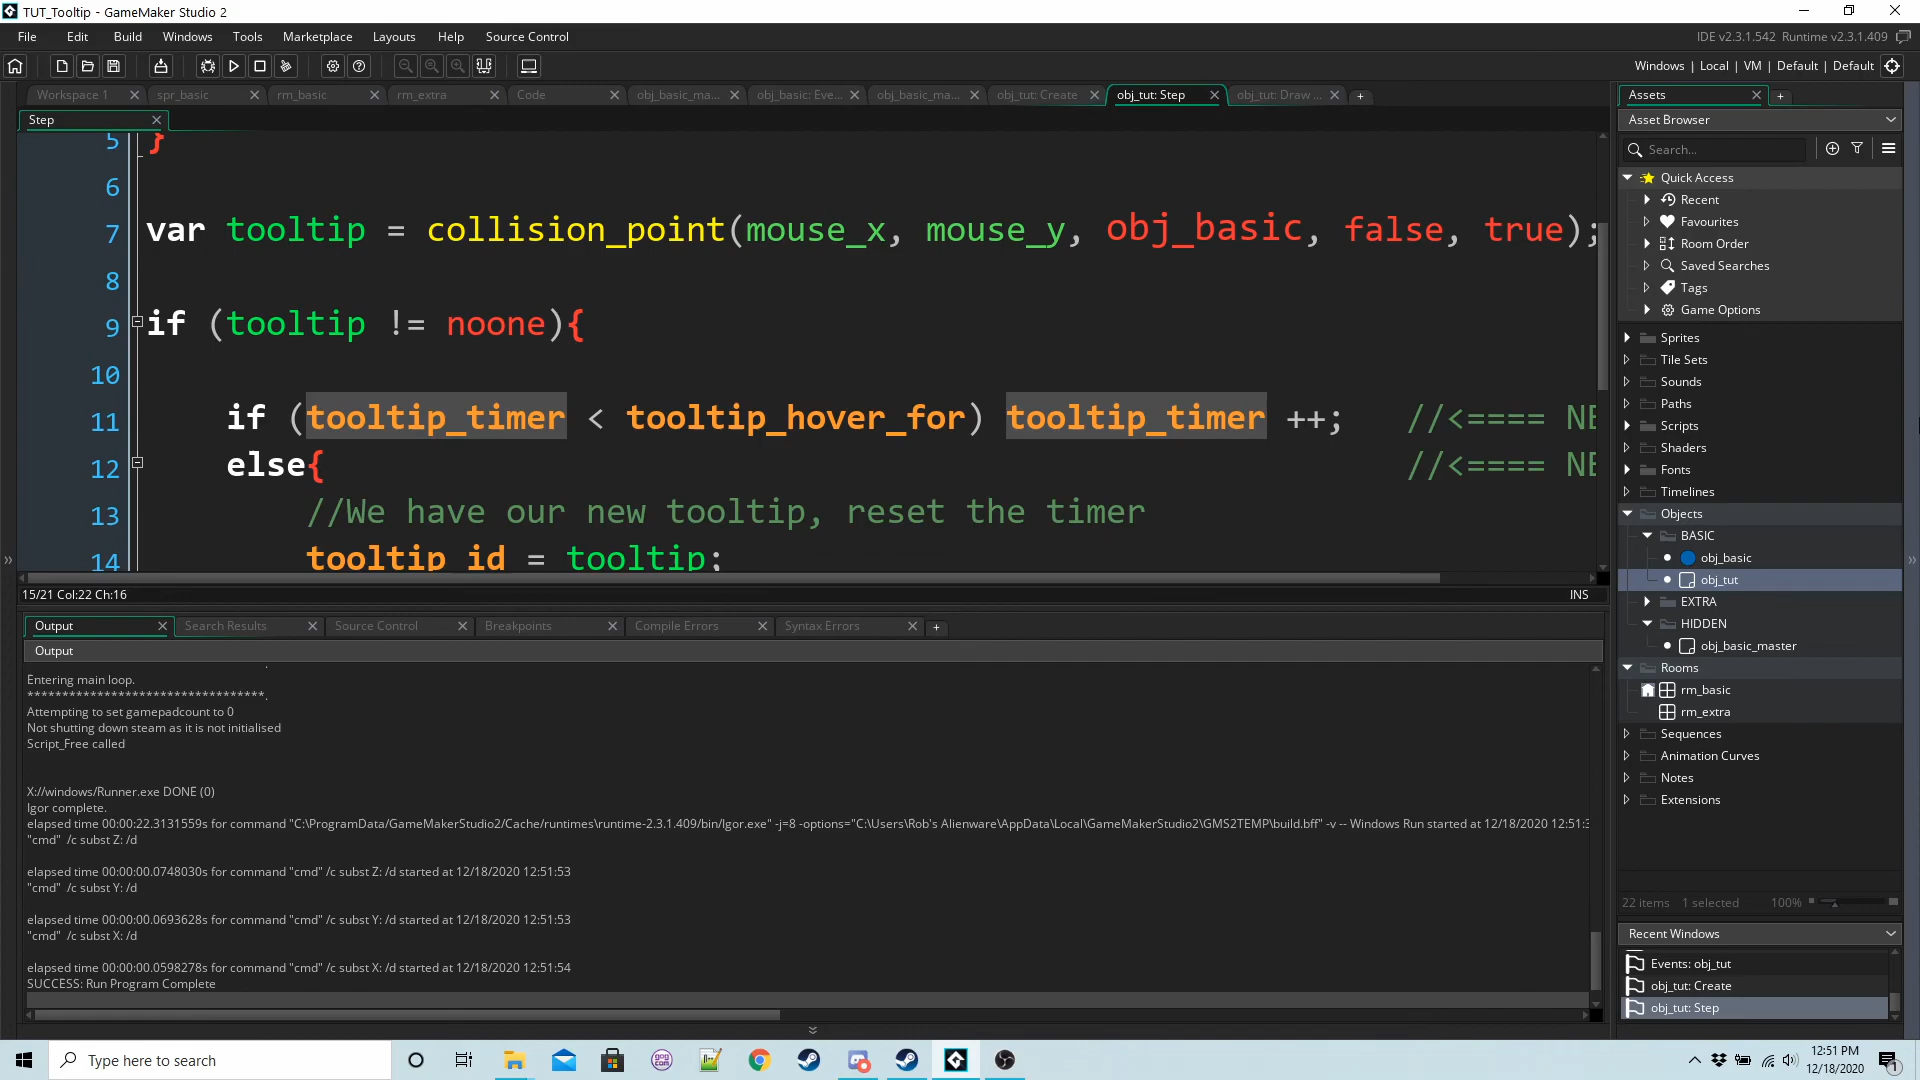 TUT_Tooltip - GameMaker Studio 2
File Edit Build Windows Tools Marketplace Layouts Help Source Control
IDE v2.3.1.542 Runtime v2.3.1.409
Windows | Local | VM | Default | Default
Workspace 1 spr_basic rm_basic rm_extra Code obj_basic_ma... obj_basic: Eve... obj_basic_ma... obj_tut: Create obj_tut: Step obj_tut: Draw ...
Step
5 }
6
7 var tooltip = collision_point(mouse_x, mouse_y, obj_basic, false, true);
8
9 if (tooltip != noone){
10
11 if (tooltip_timer < tooltip_hover_for) tooltip_timer ++; //<==== NE
12 else{ //<==== NE
13 //We have our new tooltip, reset the timer
14 tooltip_id = tooltip;
15/21 Col:22 Ch:16
INS
Output Search Results Source Control Breakpoints Compile Errors Syntax Errors
Output
Entering main loop.
**********************************.
Attempting to set gamepadcount to 0
Not shutting down steam as it is not initialised
Script_Free called
X://windows/Runner.exe DONE (0)
Igor complete.
elapsed time 00:00:22.3131559s for command "C:\ProgramData/GameMakerStudio2/Cache/runtimes\runtime-2.3.1.409/bin/Igor.exe" -j=8 -options="C:\Users\Rob's Alienware\AppData\Local\GameMakerStudio2\GMS2TEMP\build.bff" -v -- Windows Run started at 12/18/2020 12:51:3
"cmd" /c subst Z: /d
elapsed time 00:00:00.0748030s for command "cmd" /c subst Z: /d started at 12/18/2020 12:51:53
"cmd" /c subst Y: /d
elapsed time 00:00:00.0693628s for command "cmd" /c subst Y: /d started at 12/18/2020 12:51:53
"cmd" /c subst X: /d
elapsed time 00:00:00.0598278s for command "cmd" /c subst X: /d started at 12/18/2020 12:51:54
SUCCESS: Run Program Complete
Assets
Asset Browser
Search...
Quick Access
Recent
Favourites
Room Order
Saved Searches
Tags
Game Options
Sprites
Tile Sets
Sounds
Paths
Scripts
Shaders
Fonts
Timelines
Objects
BASIC
obj_basic
obj_tut
EXTRA
HIDDEN
obj_basic_master
Rooms
rm_basic
rm_extra
Sequences
Animation Curves
Notes
Extensions
22 items 1 selected 100%
Recent Windows
Events: obj_tut
obj_tut: Create
obj_tut: Step
Type here to search
gog com
12:51 PM
12/18/2020
1